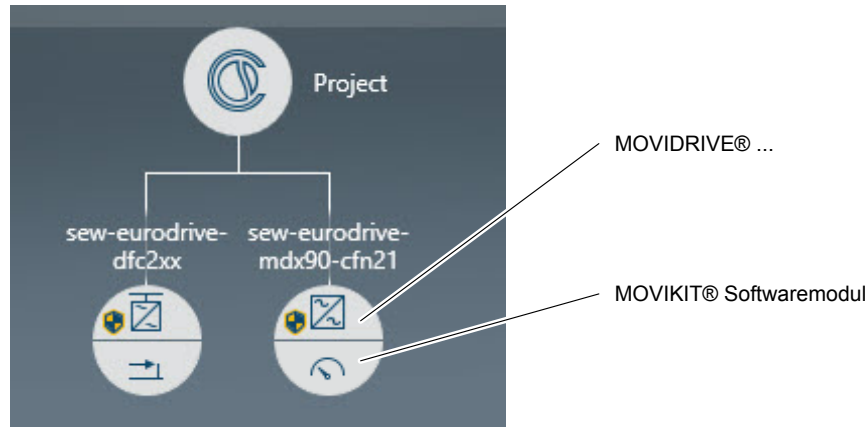 Project
MOVIDRIVE® ...
sew-eurodrive-
dfc2xx
sew-eurodrive-
mdx90-cfn21
MOVIKIT® Softwaremodul